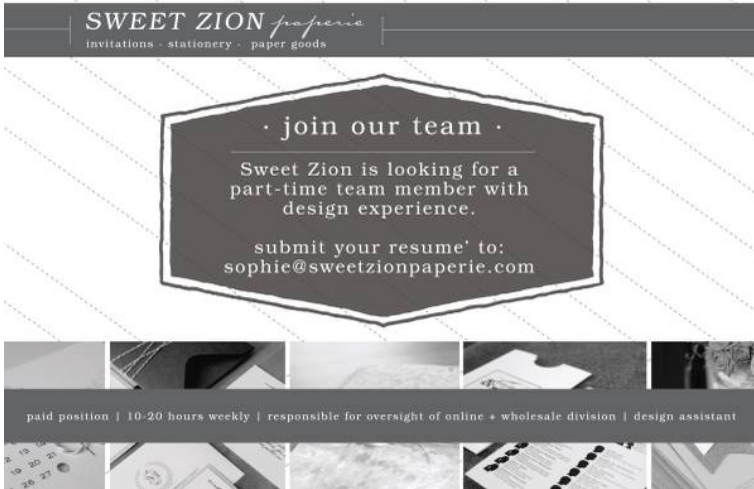 SWEET ZION paperie
invitations · stationery · paper goods
· join our team ·
Sweet Zion is looking for a
part-time team member with
design experience.
submit your resume' to:
sophie@sweetzionpaperie.com
paid position | 10-20 hours weekly | responsible for oversight of online + wholesale division | design assistant